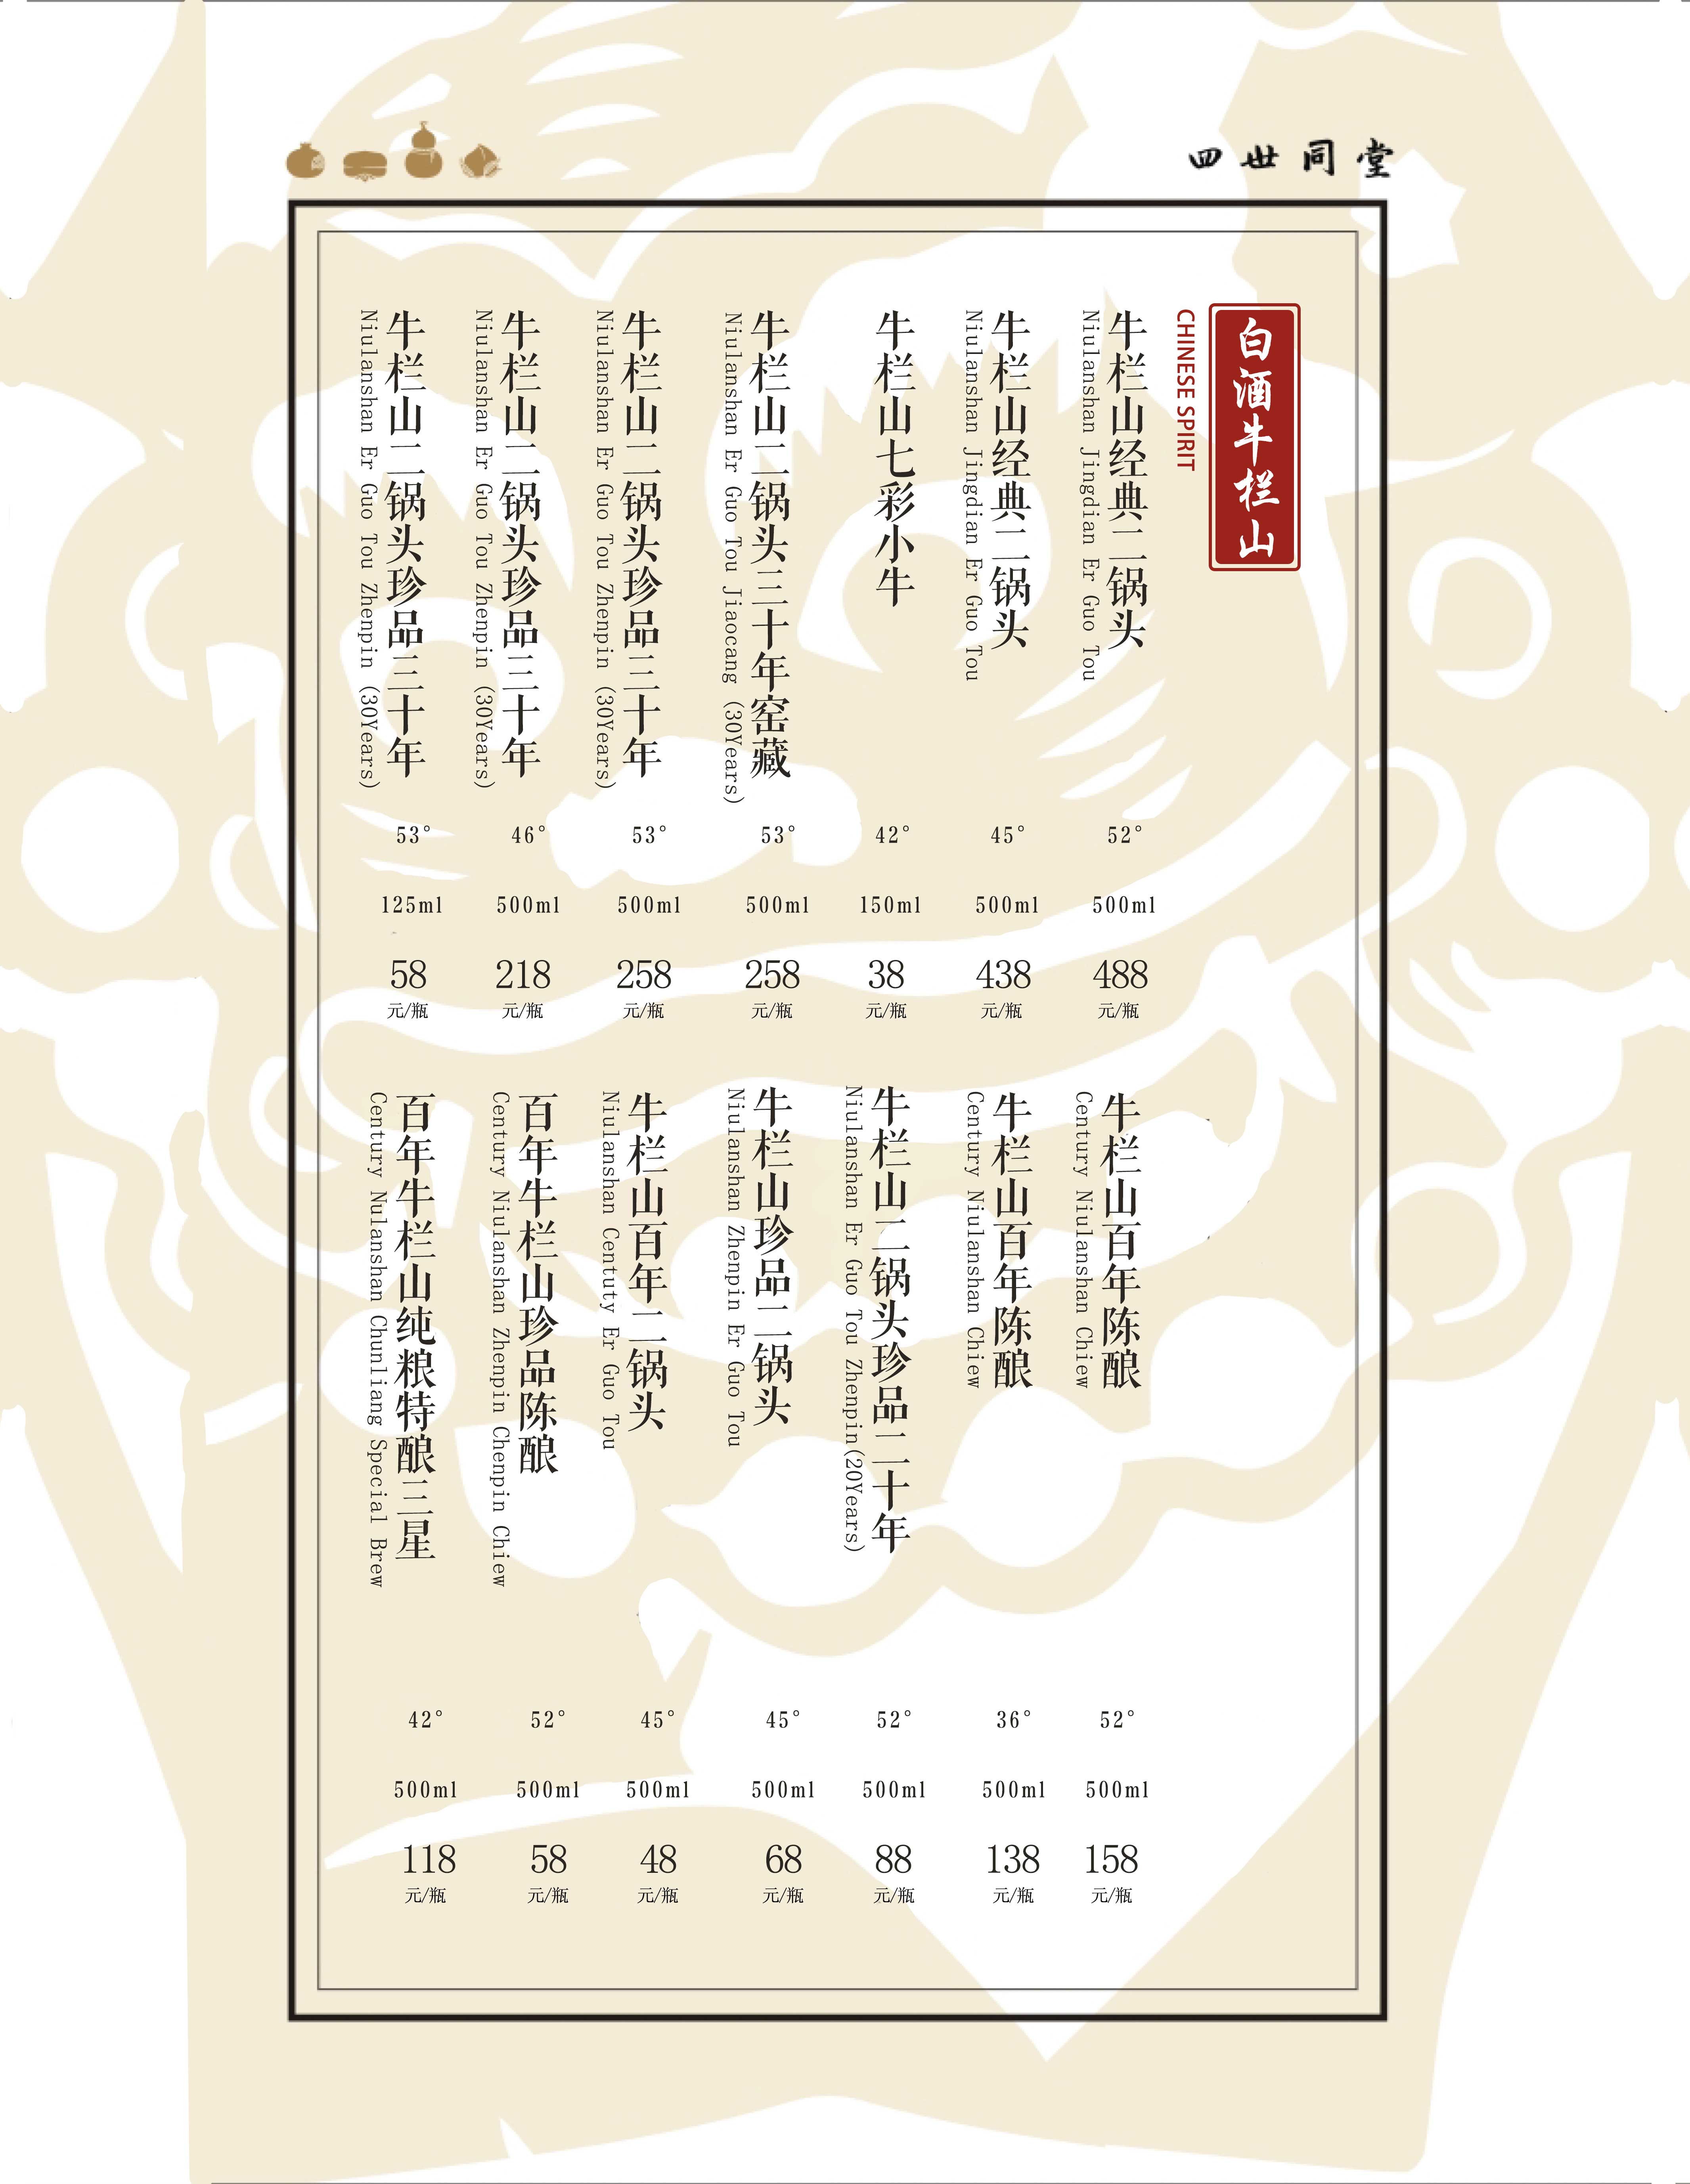 四世同堂
白酒牛栏山
CHINESE SPIRIT
牛栏山经典二锅头
Niulanshan Jingdian Er Guo Tou
52°
500ml
488
元/瓶
牛栏山经典二锅头
Niulanshan Jingdian Er Guo Tou
45°
500ml
438
元/瓶
牛栏山七彩小牛
42°
150ml
38
元/瓶
牛栏山二锅头三十年窑藏
Niulanshan Er Guo Tou Jiaocang (30Years)
53°
500ml
258
元/瓶
牛栏山二锅头珍品三十年
Niulanshan Er Guo Tou Zhenpin (30Years)
53°
500ml
258
元/瓶
牛栏山二锅头珍品三十年
Niulanshan Er Guo Tou Zhenpin (30Years)
46°
500ml
218
元/瓶
牛栏山二锅头珍品三十年
Niulanshan Er Guo Tou Zhenpin (30Years)
53°
125ml
58
元/瓶
牛栏山百年陈酿
Century Niulanshan Chiew
52°
500ml
158
元/瓶
牛栏山百年陈酿
Century Niulanshan Chiew
36°
500ml
138
元/瓶
牛栏山二锅头珍品二十年
Niulanshan Er Guo Tou Zhenpin(20Years)
52°
500ml
88
元/瓶
牛栏山珍品二锅头
Niulanshan Zhenpin Er Guo Tou
45°
500ml
68
元/瓶
牛栏山百年二锅头
Niulanshan Centuty Er Guo Tou
45°
500ml
48
元/瓶
百年牛栏山珍品陈酿
Century Niulanshan Zhenpin Chenpin Chiew
52°
500ml
58
元/瓶
百年牛栏山纯粮特酿三星
Century Nulanshan Chunliang Special Brew
42°
500ml
118
元/瓶